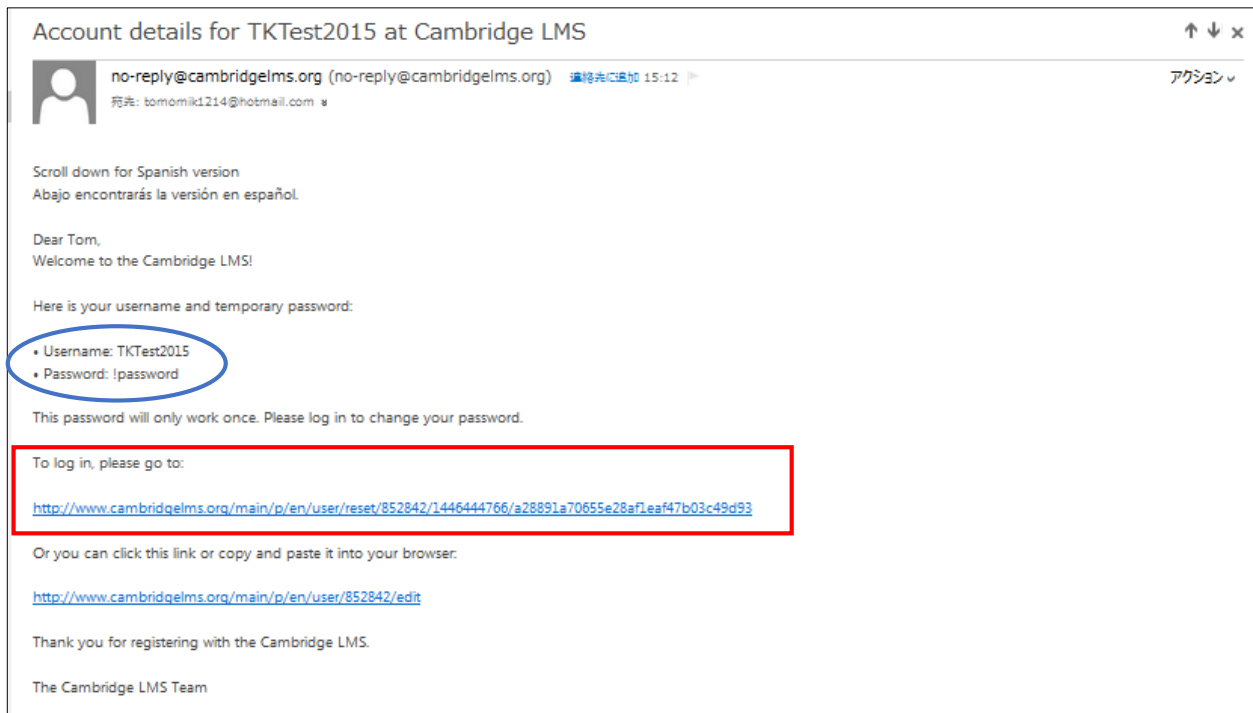 Account details for TKTest2015 at Cambridge LMS
no-reply@cambridgelms.org (no-reply@cambridgelms.org) 連絡先に追加 15:12
アクション
宛先: tomomik1214@hotmail.com
Scroll down for Spanish version
Abajo encontrarás la versión en español.
Dear Tom,
Welcome to the Cambridge LMS!
Here is your username and temporary password:
• Username: TKTest2015
• Password: !password
This password will only work once. Please log in to change your password.
To log in, please go to:
http://www.cambridgelms.org/main/p/en/user/reset/852842/1446444766/a28891a70655e28af1eaf47b03c49d93
Or you can click this link or copy and paste it into your browser:
http://www.cambridgelms.org/main/p/en/user/852842/edit
Thank you for registering with the Cambridge LMS.
The Cambridge LMS Team